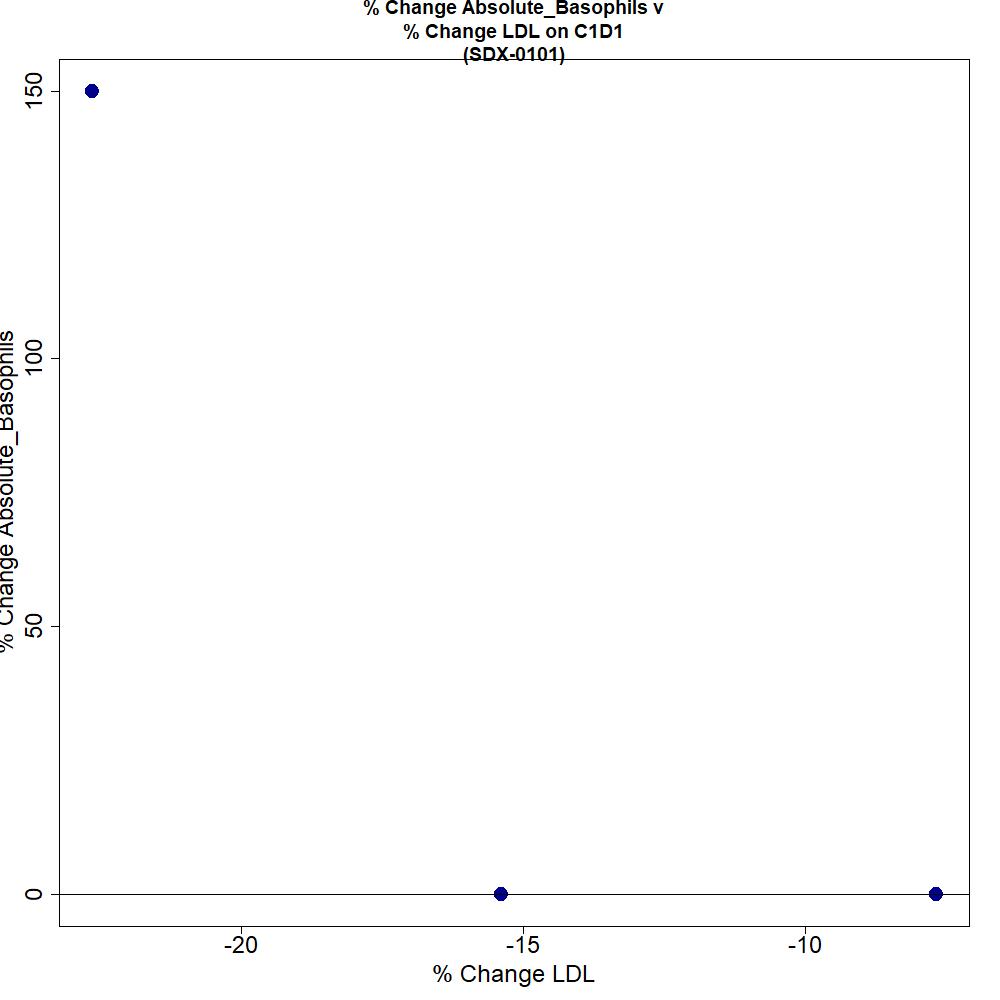 % Change Absolute_Basophils v
% Change LDL on C1D1
(SDX-0101)
% Change Absolute_Basophils
150
100
50
0
-20
-15
-10
% Change LDL